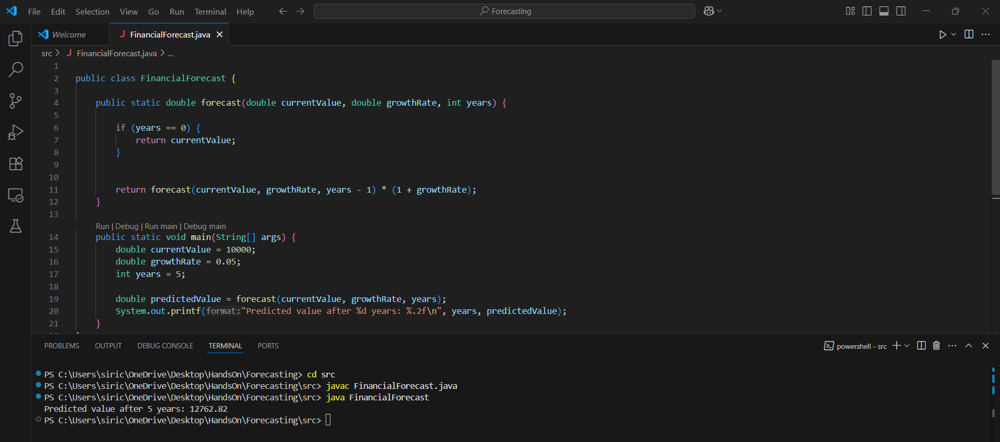 File Edit Selection View Go Run Terminal Help Forecasting
Welcome FinancialForecast.java
src > J FinancialForecast.java > ...
1
2 public class FinancialForecast {
3
4 public static double forecast(double currentValue, double growthRate, int years) {
5
6 if (years == 0) {
7 return currentValue;
8 }
9
10
11 return forecast(currentValue, growthRate, years - 1) * (1 + growthRate);
12 }
13
Run | Debug | Run main | Debug main
14 public static void main(String[] args) {
15 double currentValue = 10000;
16 double growthRate = 0.05;
17 int years = 5;
18
19 double predictedValue = forecast(currentValue, growthRate, years);
20 System.out.printf(format:"Predicted value after %d years: %.2f\n", years, predictedValue);
21 }
PROBLEMS OUTPUT DEBUG CONSOLE TERMINAL PORTS powershell - src
PS C:\Users\siric\OneDrive\Desktop\HandsOn\Forecasting> cd src
PS C:\Users\siric\OneDrive\Desktop\HandsOn\Forecasting\src> javac FinancialForecast.java
PS C:\Users\siric\OneDrive\Desktop\HandsOn\Forecasting\src> java FinancialForecast
Predicted value after 5 years: 12762.82
PS C:\Users\siric\OneDrive\Desktop\HandsOn\Forecasting\src>